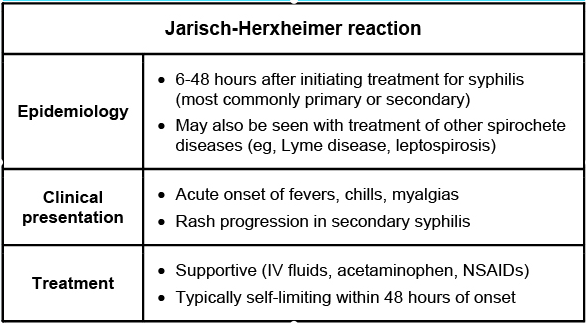 Jarisch-Herxheimer reaction
Epidemiology
• 6-48 hours after initiating treatment for syphilis
(most commonly primary or secondary)
• May also be seen with treatment of other spirochete
diseases (eg, Lyme disease, leptospirosis)
Clinical
presentation
• Acute onset of fevers, chills, myalgias
• Rash progression in secondary syphilis
Treatment
• Supportive (IV fluids, acetaminophen, NSAIDs)
• Typically self-limiting within 48 hours of onset